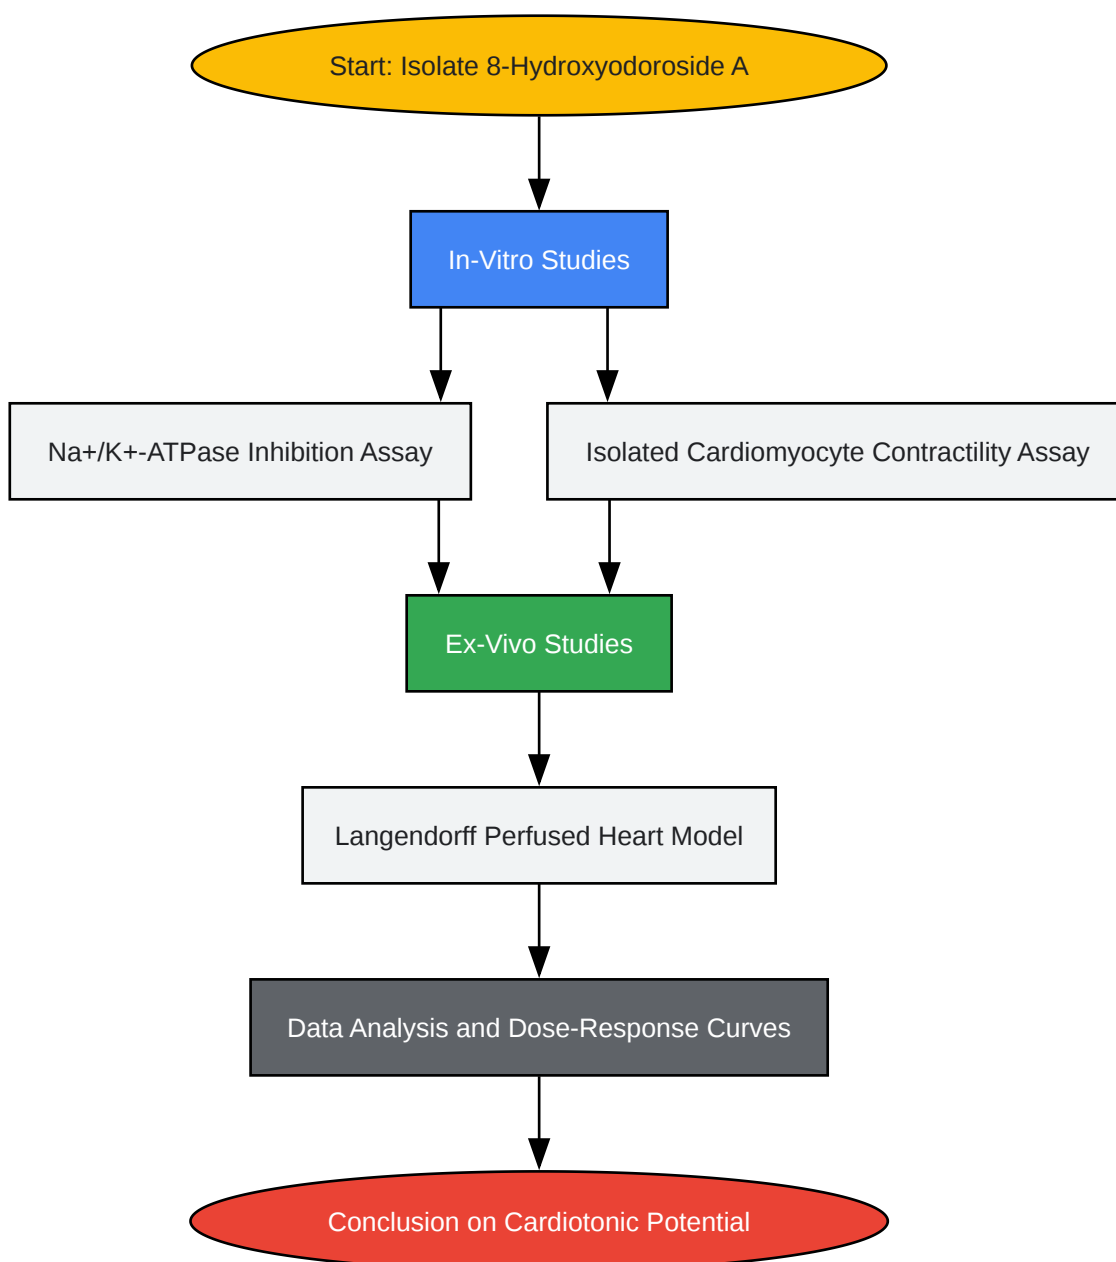 Start: Isolate 8-Hydroxyodoroside A
In-Vitro Studies
Na+/K+-ATPase Inhibition Assay
Isolated Cardiomyocyte Contractility Assay
Ex-Vivo Studies
Langendorff Perfused Heart Model
Data Analysis and Dose-Response Curves
Conclusion on Cardiotonic Potential